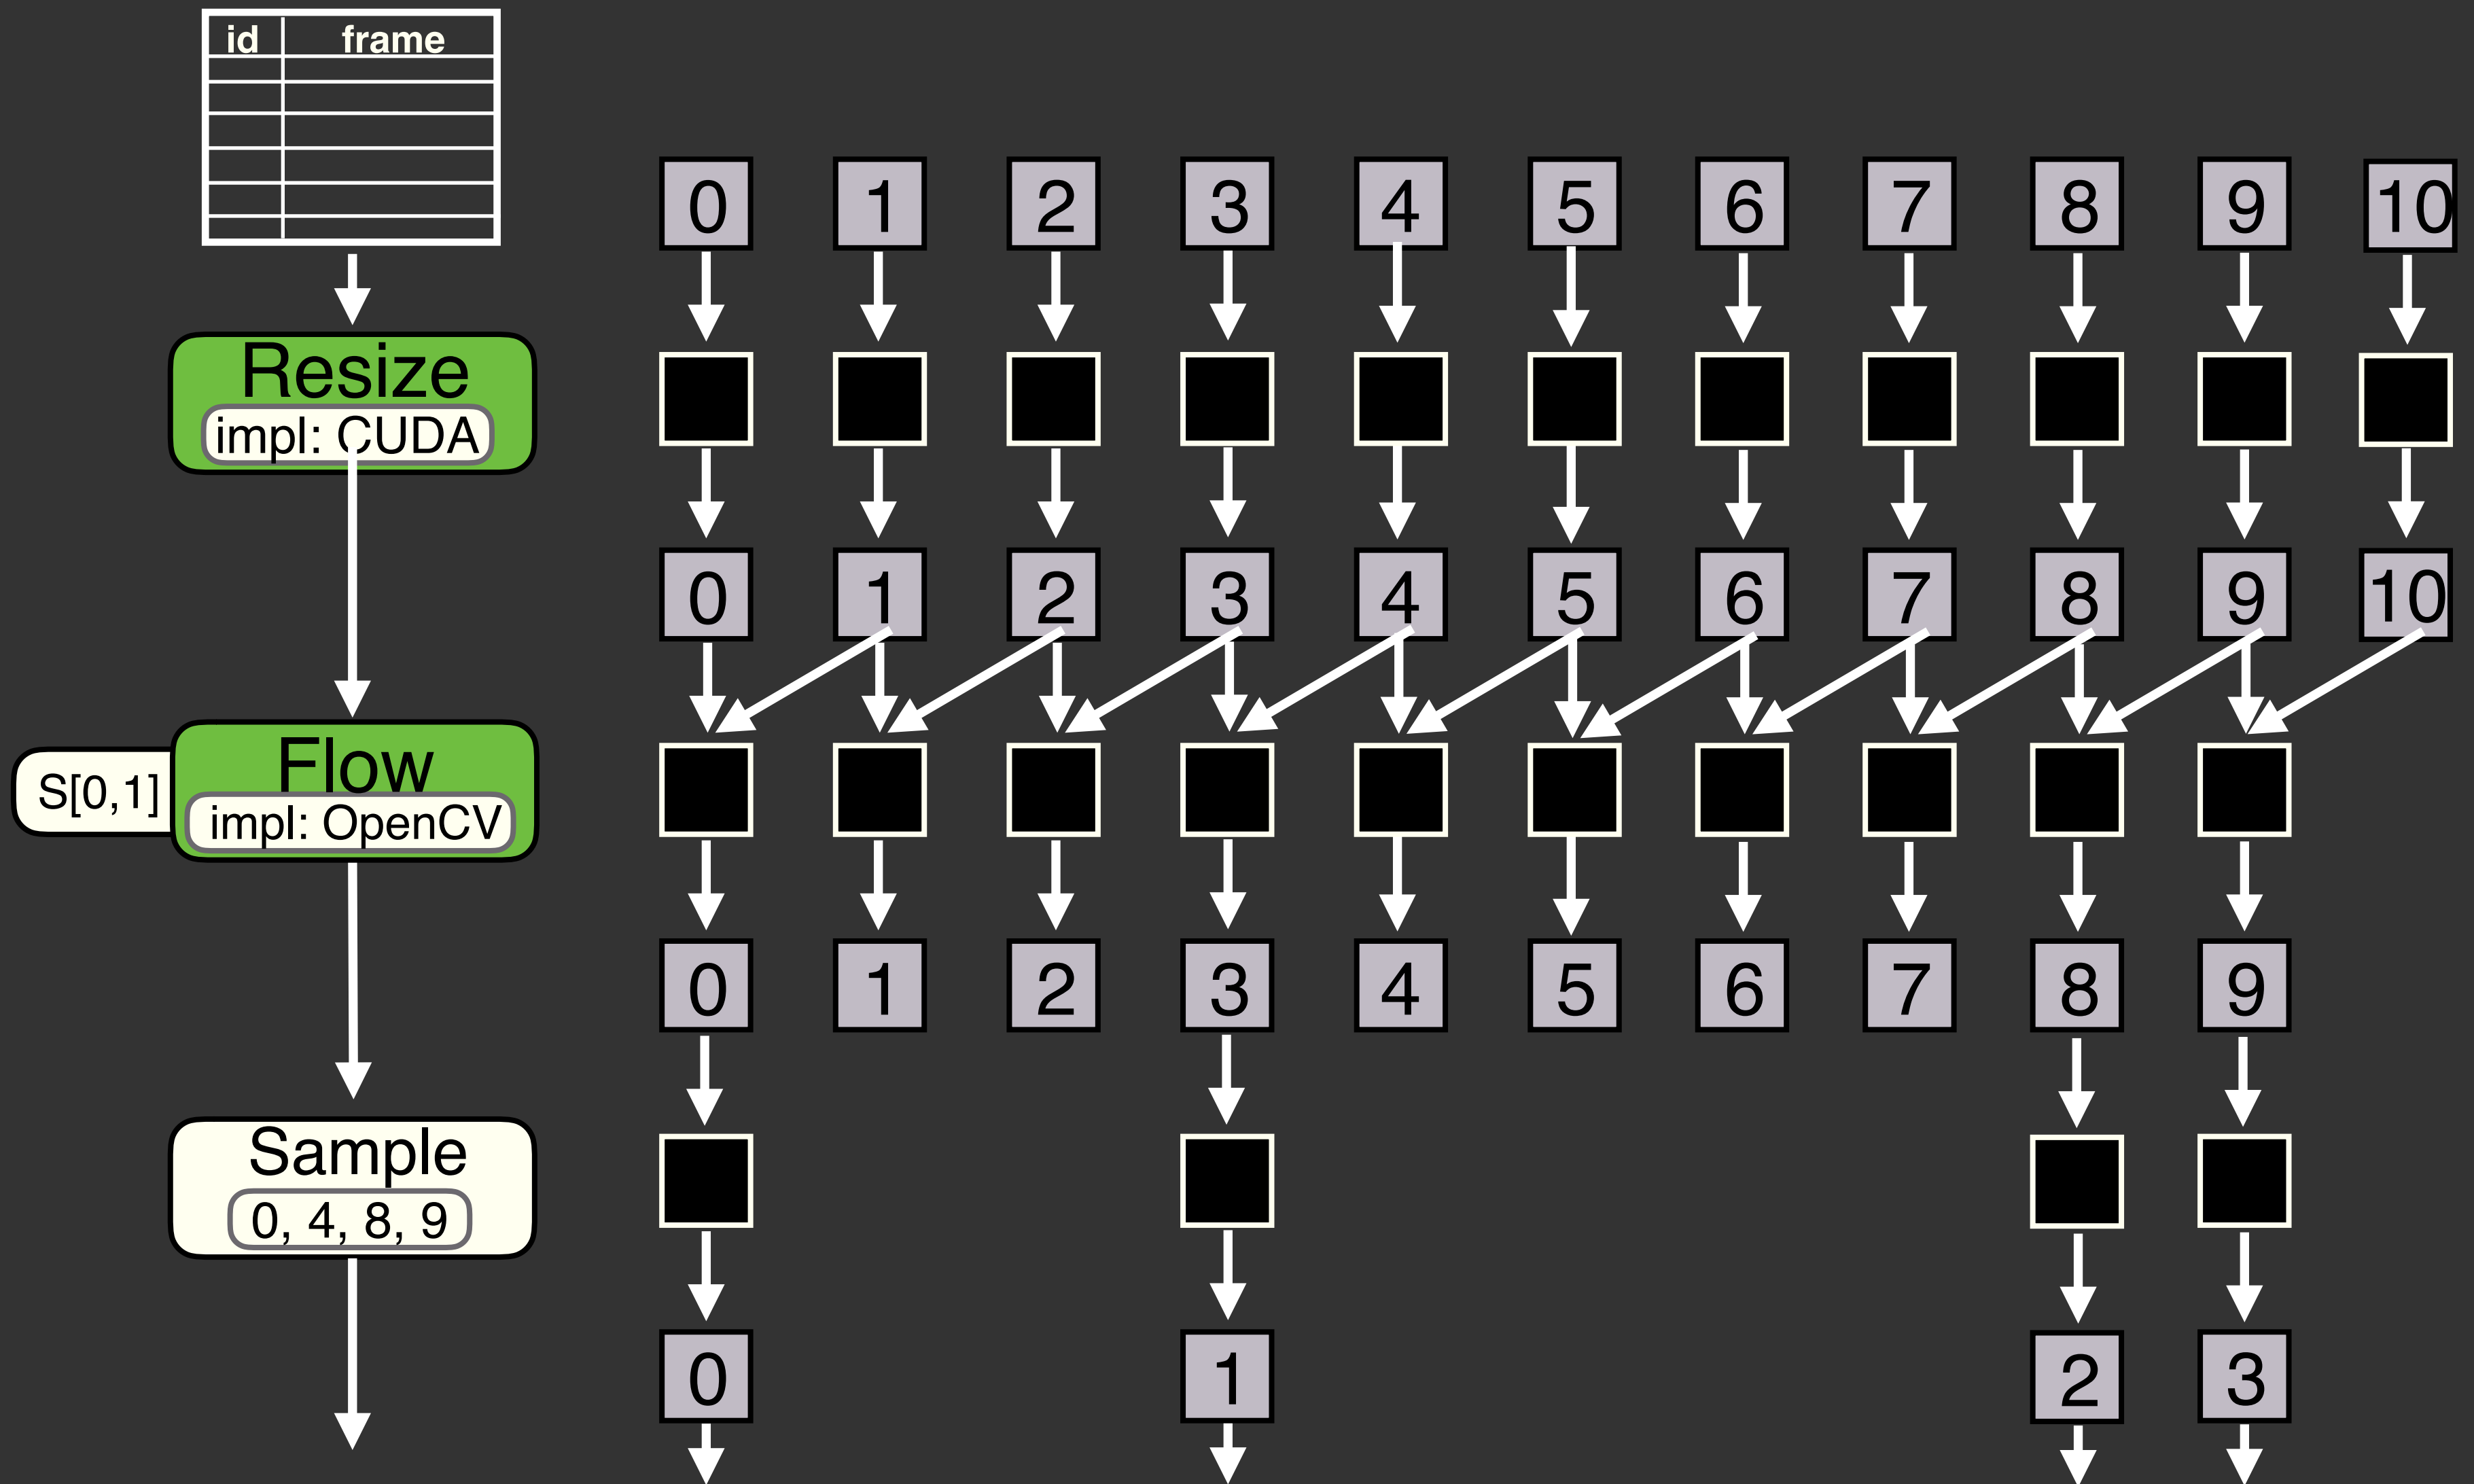 id frame
0 1 2 3 4 5 6 7 8 9 10
Resize
impl: CUDA
0 1 2 3 4 5 6 7 8 9 10
Flow
S[0,1]
impl: OpenCV
0 1 2 3 4 5 6 7 8 9
Sample
0, 4, 8, 9
0 1 2 3